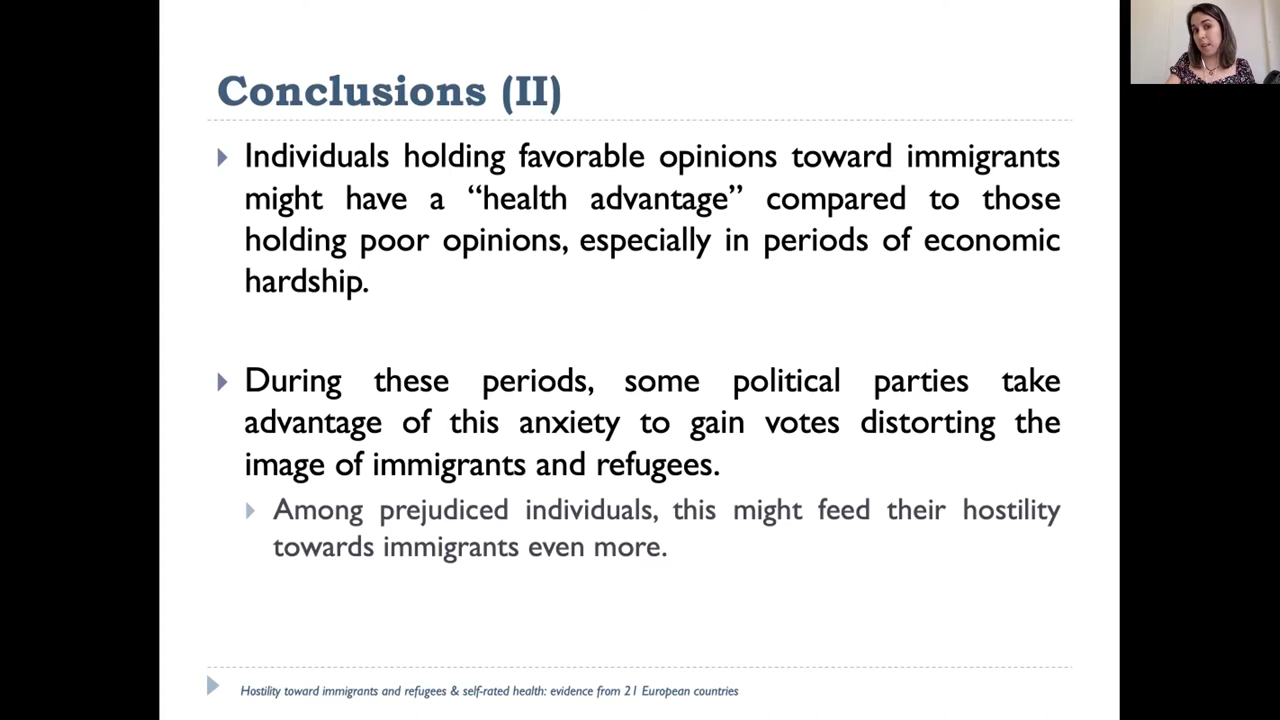 Conclusions (II)
Individuals holding favorable opinions toward immigrants
might have a “health advantage” compared to those
holding poor opinions, especially in periods of economic
hardship.
During these periods, some political parties take
advantage of this anxiety to gain votes distorting the
image of immigrants and refugees.
Among prejudiced individuals, this might feed their hostility
towards immigrants even more.
Hostility toward immigrants and refugees & self-rated health: evidence from 21 European countries